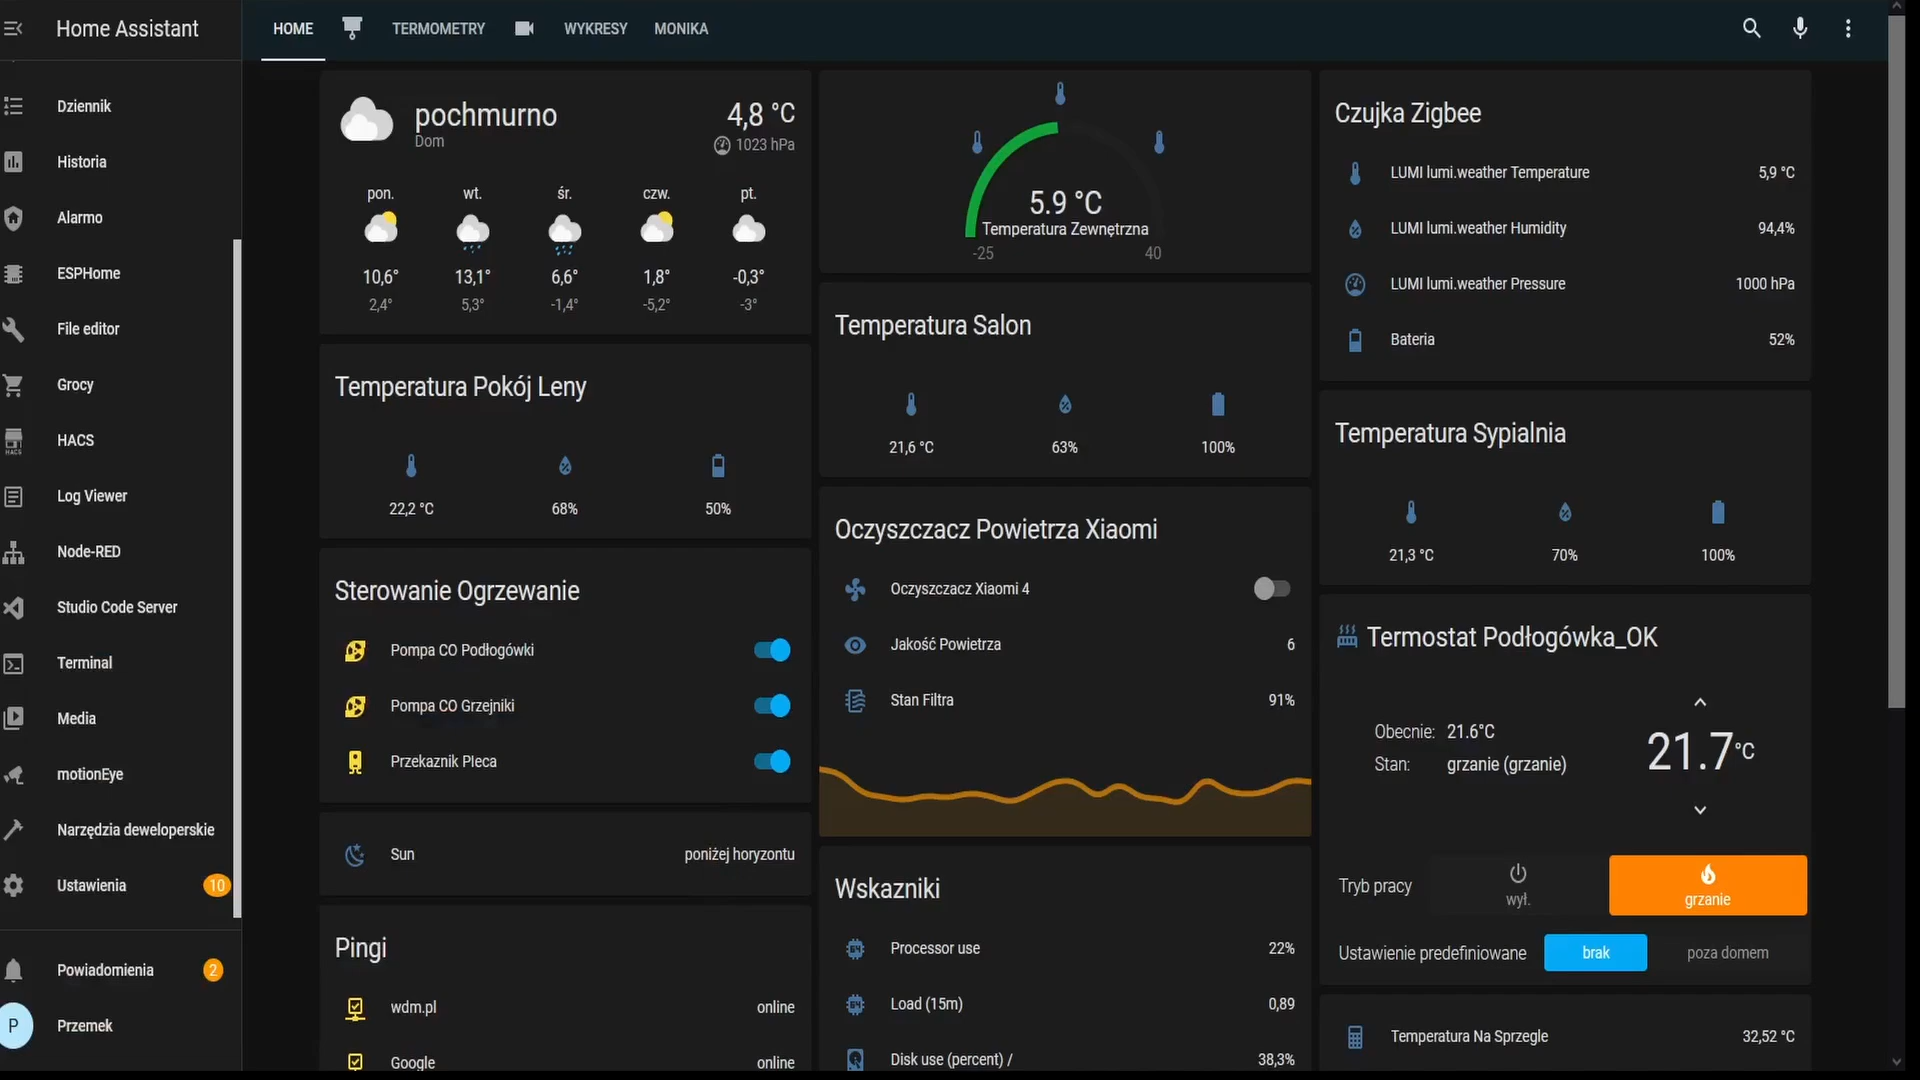 Home Assistant
Dziennik
Historia
Alarmo
ESPHome
File editor
Grocy
HACS
HACS
Log Viewer
Node-RED
Studio Code Server
Terminal
Media
motionEye
Narzędzia deweloperskie
Ustawienia 10
Powiadomienia 2
P Przemek
HOME TERMOMETRY WYKRESY MONIKA
pochmurno 4,8 °C
Dom 1023 hPa
pon. wt. śr. czw. pt.
10,6° 13,1° 6,6° 1,8° -0,3°
2,4° 5,3° -1,4° -5,2° -3°
Temperatura Pokój Leny
22,2 °C 68% 50%
Sterowanie Ogrzewanie
Pompa CO Podłogówki
Pompa CO Grzejniki
Przekaznik Pleca
Sun poniżej horyzontu
Pingi
wdm.pl online
Google online
5.9 °C
Temperatura Zewnętrzna
-25 40
Temperatura Salon
21,6 °C 63% 100%
Oczyszczacz Powietrza Xiaomi
Oczyszczacz Xiaomi 4
Jakość Powietrza 6
Stan Filtra 91%
Wskazniki
Processor use 22%
Load (15m) 0,89
Disk use (percent) / 38,3%
Czujka Zigbee
LUMI lumi.weather Temperature 5,9 °C
LUMI lumi.weather Humidity 94,4%
LUMI lumi.weather Pressure 1000 hPa
Bateria 52%
Temperatura Sypialnia
21,3 °C 70% 100%
Termostat Podłogówka_OK
Obecnie: 21.6°C
Stan: grzanie (grzanie)
21.7°C
Tryb pracy wył. grzanie
Ustawienie predefiniowane brak poza domem
Temperatura Na Sprzegle 32,52 °C